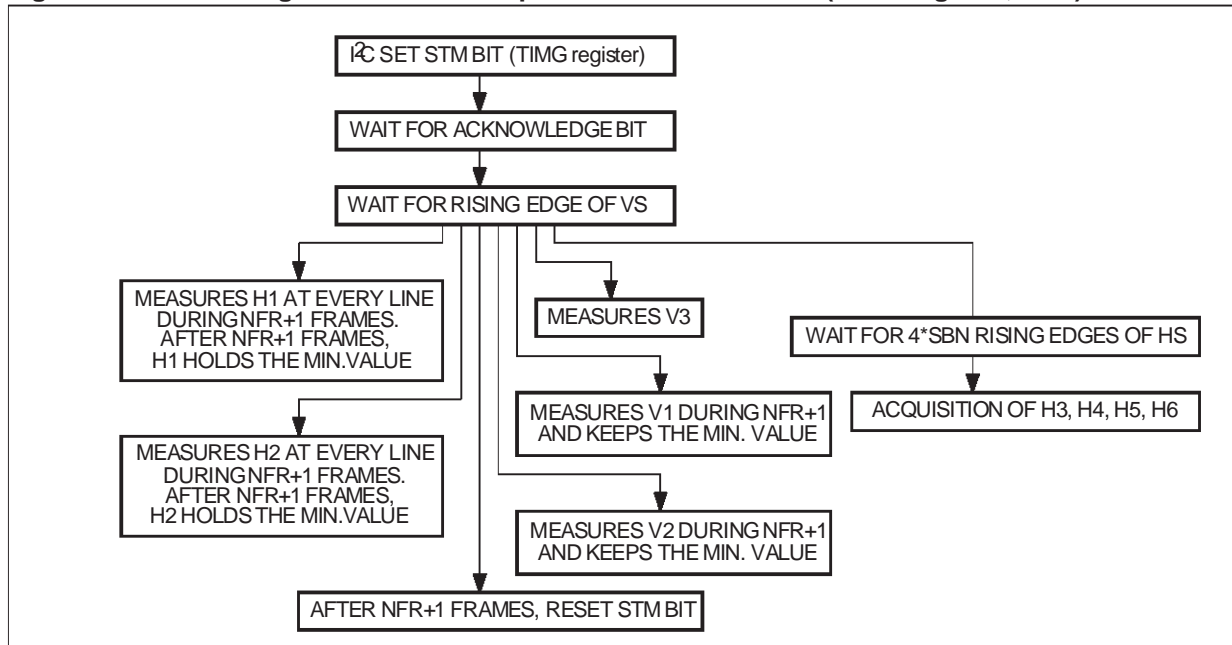 I²C SET STM BIT (TIMG register)
WAIT FOR ACKNOWLEDGE BIT
WAIT FOR RISING EDGE OF VS
MEASURES H1 AT EVERY LINE
DURING NFR+1 FRAMES.
AFTER NFR+1 FRAMES,
H1 HOLDS THE MIN.VALUE
MEASURES V3
WAIT FOR 4*SBN RISING EDGES OF HS
MEASURES V1 DURING NFR+1
AND KEEPS THE MIN. VALUE
ACQUISITION OF H3, H4, H5, H6
MEASURES H2 AT EVERY LINE
DURING NFR+1 FRAMES.
AFTER NFR+1 FRAMES,
H2 HOLDS THE MIN.VALUE
MEASURES V2 DURING NFR+1
AND KEEPS THE MIN. VALUE
AFTER NFR+1 FRAMES, RESET STM BIT